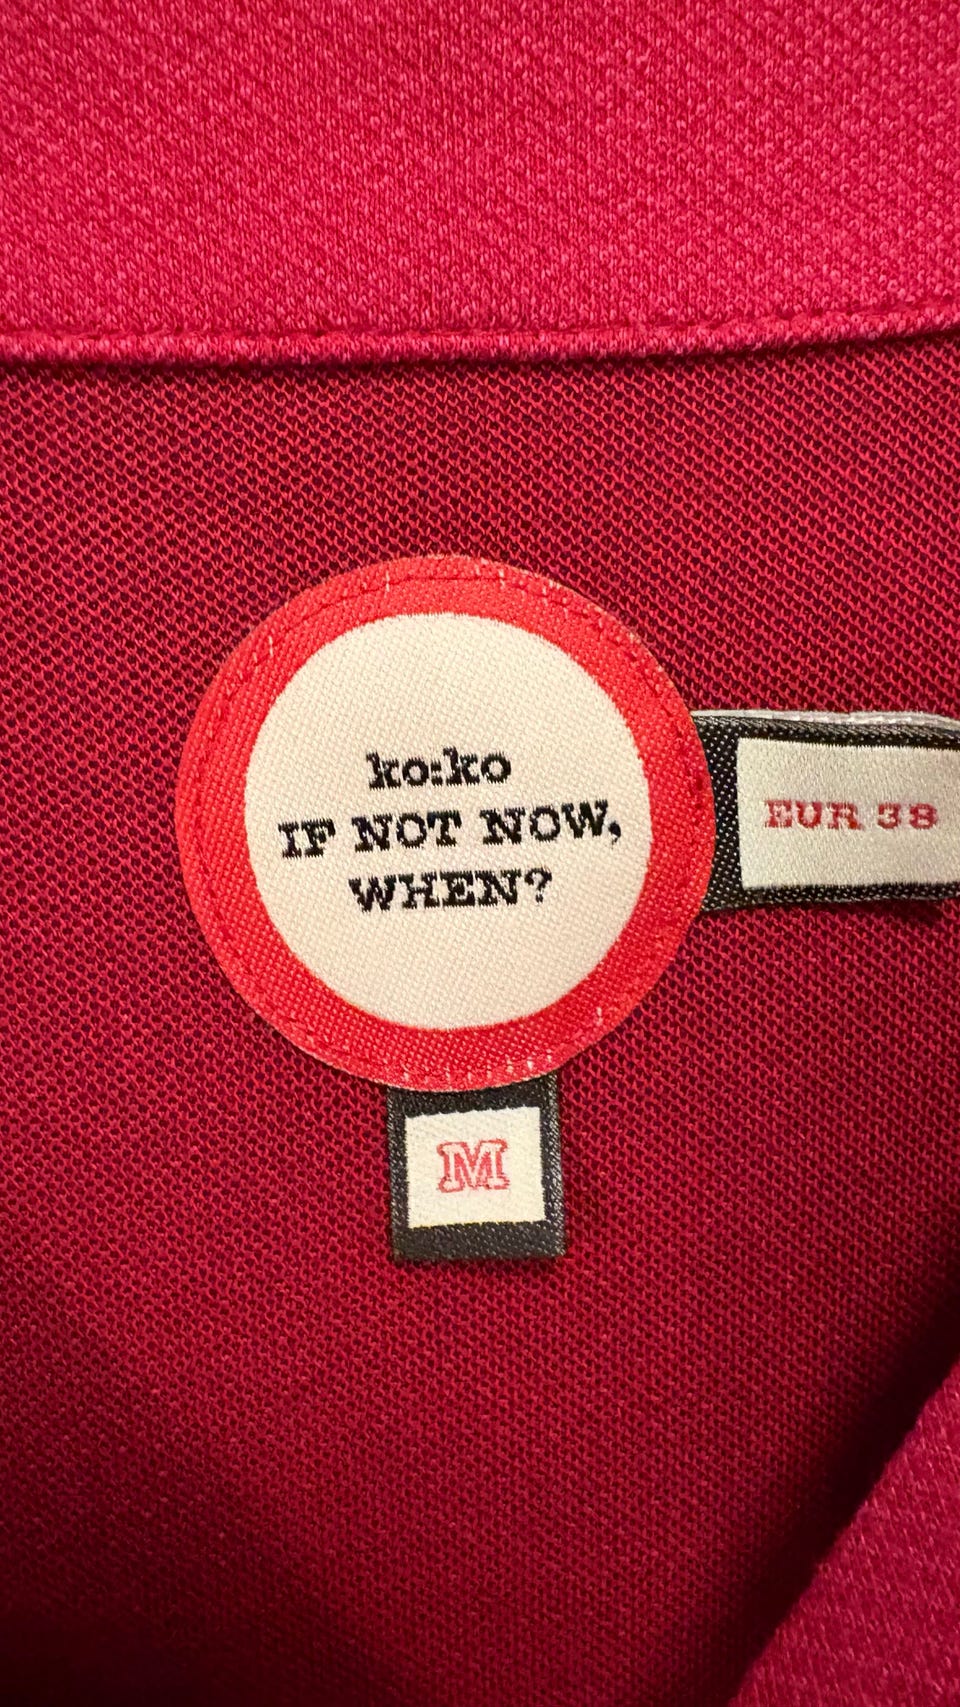 ko:ko
IF NOT NOW,
WHEN?
EUR 38
M